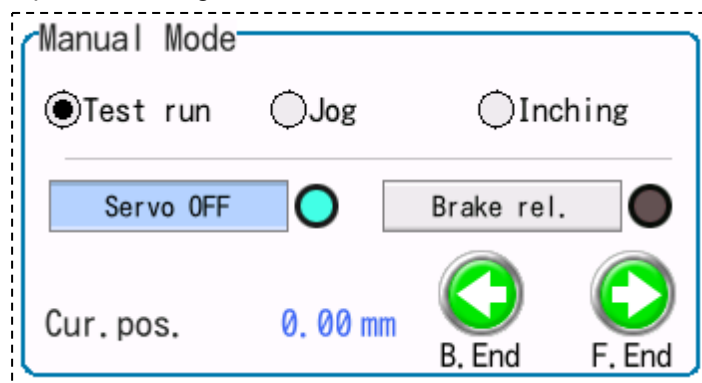 Manual Mode
Test run Jog Inching
Servo OFF Brake rel.
Cur.pos. 0.00 mm
B.End F.End